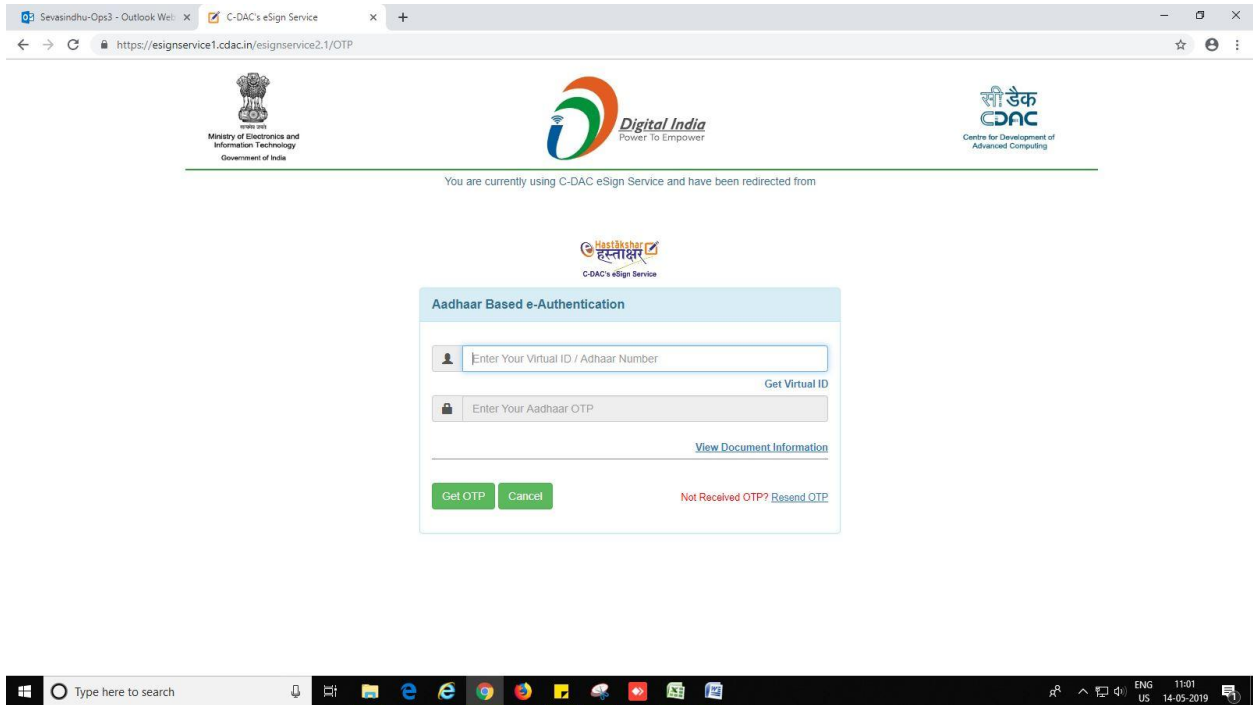 Sevasindhu-Ops3 - Outlook Web
C-DAC's eSign Service
https://esignservice1.cdac.in/esignservice2.1/OTP
सत्यमेव जयते
Ministry of Electronics and
Information Technology
Government of India
Digital India
Power To Empower
सी डैक
CDAC
Centre for Development of
Advanced Computing
You are currently using C-DAC eSign Service and have been redirected from
e Hastākshar
हस्ताक्षर
C-DAC's eSign Service
Aadhaar Based e-Authentication
Enter Your Virtual ID / Adhaar Number
Get Virtual ID
Enter Your Aadhaar OTP
View Document Information
Get OTP Cancel Not Received OTP? Resend OTP
Type here to search
ENG 11:01
US 14-05-2019
1